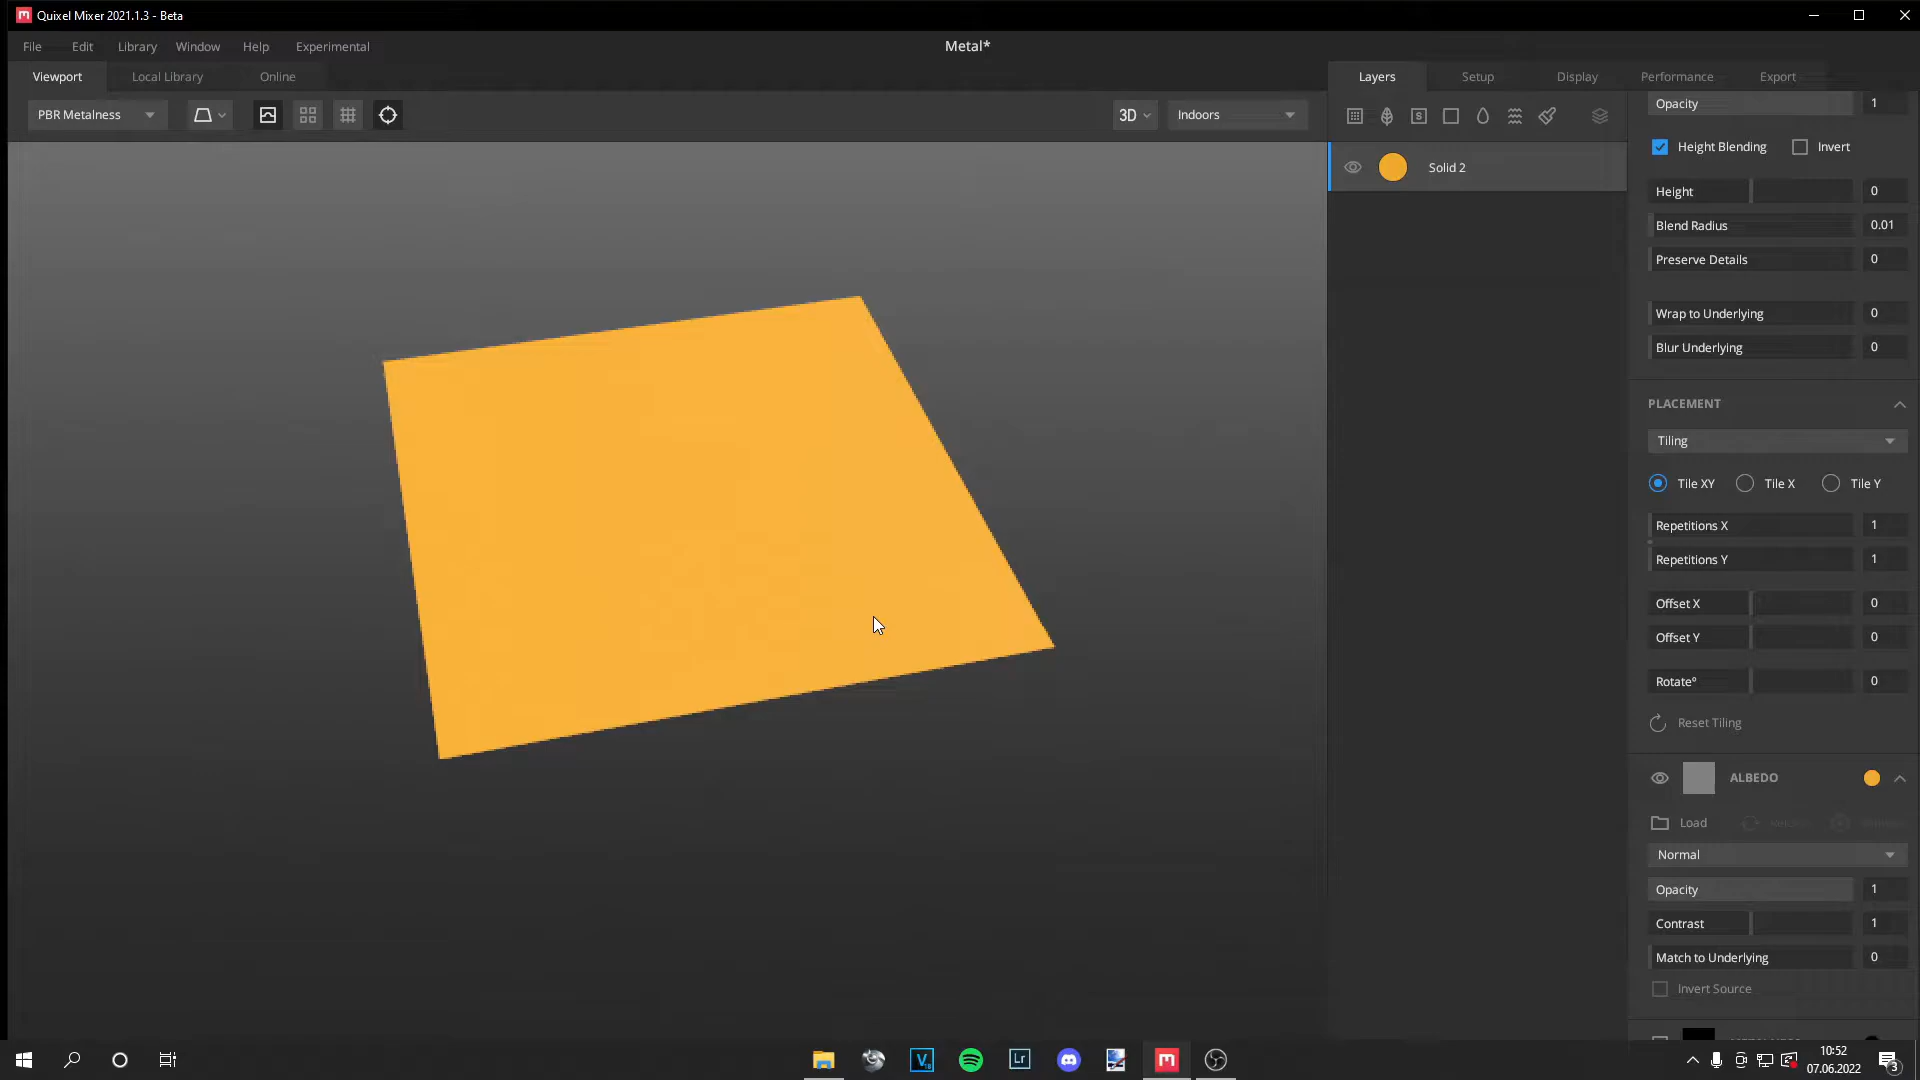 Quixel Mixer 2021.1.3 - Beta
File Edit Library Window Help Experimental
Metal*
Viewport Local Library Online
Layers Setup Display Performance Export
PBR Metalness
3D
Indoors
Solid 2
Opacity 1
Height Blending Invert
Height 0
Blend Radius 0.01
Preserve Details 0
Wrap to Underlying 0
Blur Underlying 0
PLACEMENT
Tiling
Tile XY Tile X Tile Y
Repetitions X 1
Repetitions Y 1
Offset X 0
Offset Y 0
Rotate° 0
Reset Tiling
ALBEDO
Load
Normal
Opacity 1
Contrast 1
Match to Underlying 0
Invert Source
Lr
10:52
07.06.2022
3